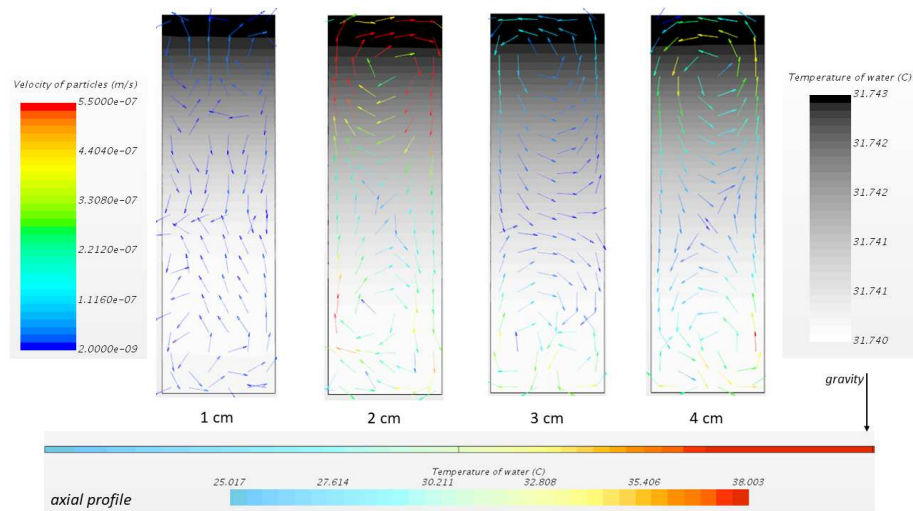 Velocity of particles (m/s)
5.5000e-07
4.4040e-07
3.3080e-07
2.2120e-07
1.1160e-07
2.0000e-09
Temperature of water (C)
31.743
31.742
31.742
31.741
31.741
31.740
gravity
1 cm
2 cm
3 cm
4 cm
Temperature of water (C)
25.017
27.614
30.211
32.808
35.406
38.003
axial profile